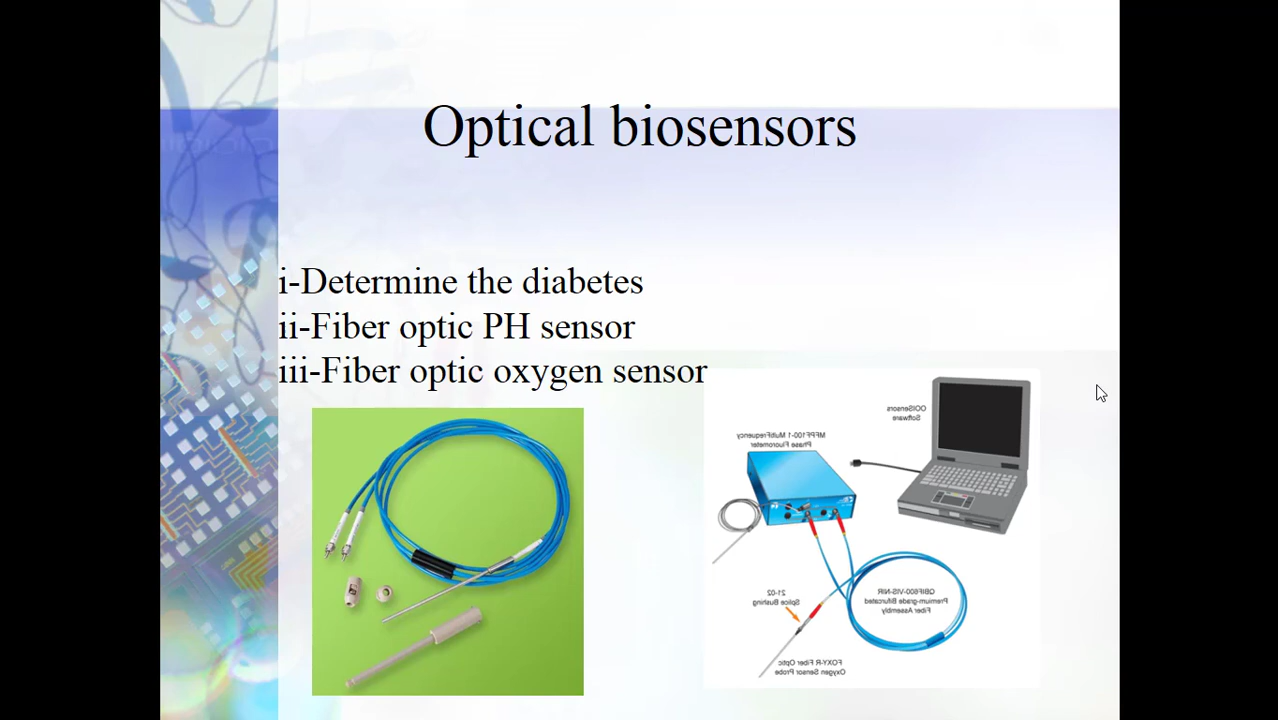 Optical biosensors
i-Determine the diabetes
ii-Fiber optic PH sensor
iii-Fiber optic oxygen sensor
OOISensors
Software
MFPF100-1 MultiFrequency
Phase Fluorometer
QBIF600-VIS-NIR
Premium-grade Bifurcated
Fiber Assembly
21-02
Splice Bushing
FOXY-R Fiber Optic
Oxygen Sensor Probe